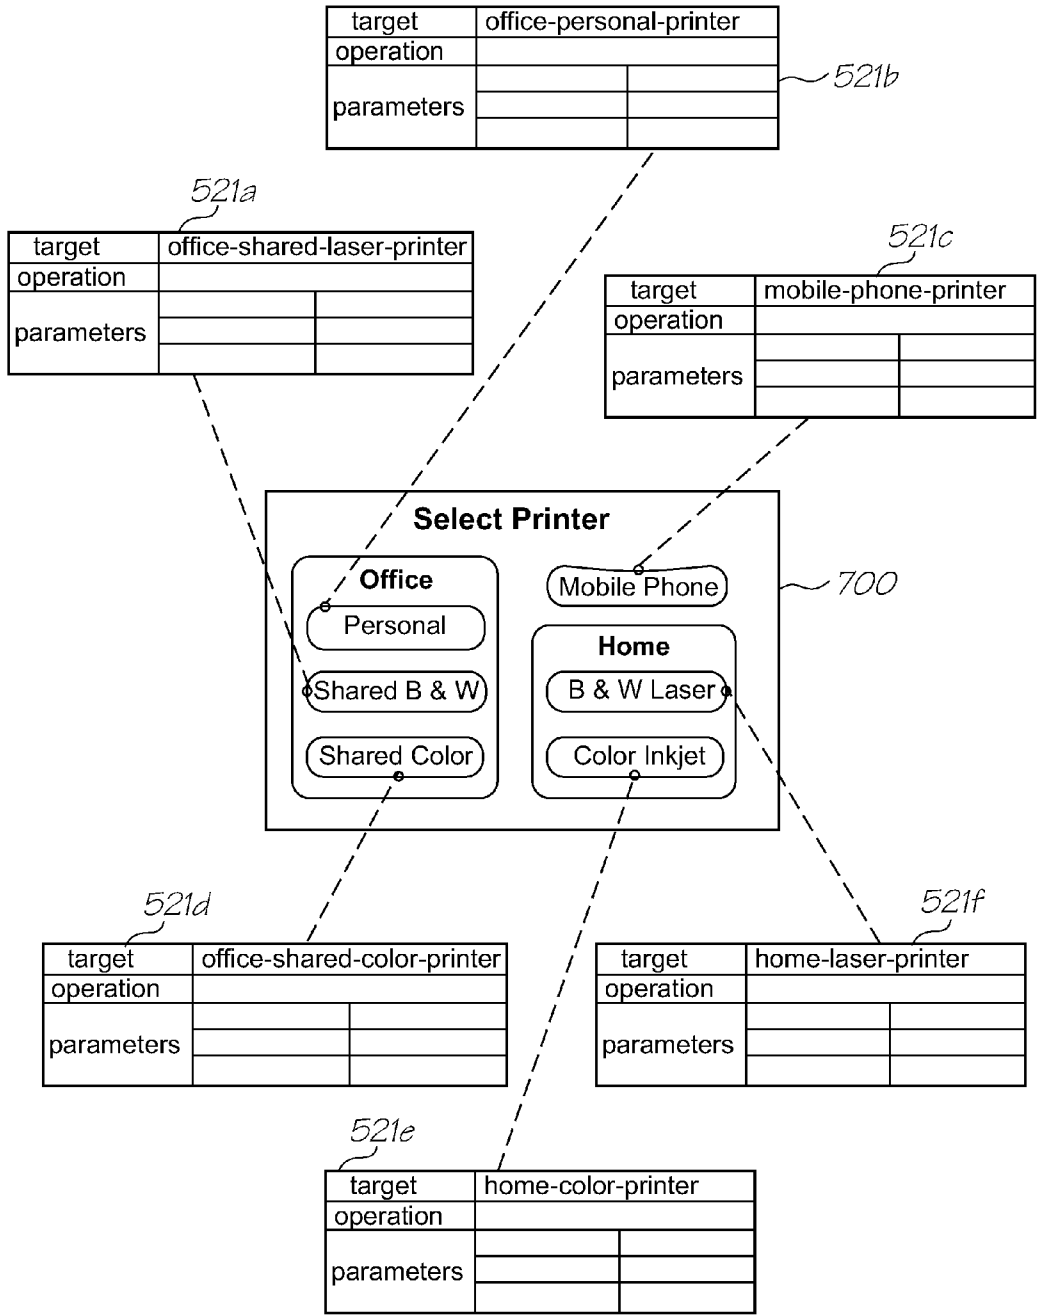 target office-personal-printer
operation
parameters
521b
521a
target office-shared-laser-printer
operation
parameters
521c
target mobile-phone-printer
operation
parameters
Select Printer
Office
Personal
Shared B & W
Shared Color
Mobile Phone
700
Home
B & W Laser
Color Inkjet
521d
target office-shared-color-printer
operation
parameters
521f
target home-laser-printer
operation
parameters
521e
target home-color-printer
operation
parameters